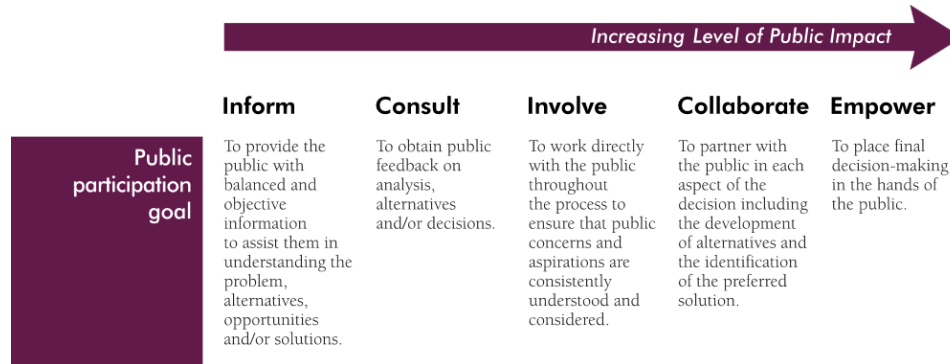 Increasing Level of Public Impact
Inform
Consult
Involve
Collaborate
Empower
Public
participation
goal
To provide the
public with
balanced and
objective
information
to assist them in
understanding the
problem,
alternatives,
opportunities
and/or solutions.
To obtain public
feedback on
analysis,
alternatives
and/or decisions.
To work directly
with the public
throughout
the process to
ensure that public
concerns and
aspirations are
consistently
understood and
considered.
To partner with
the public in each
aspect of the
decision including
the development
of alternatives and
the identification
of the preferred
solution.
To place final
decision-making
in the hands of
the public.